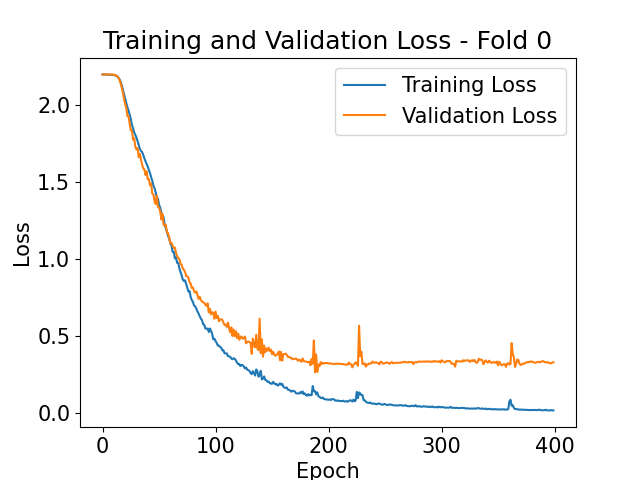 Training and Validation Loss - Fold 0
Training Loss
Validation Loss
Loss
2.0
1.5
1.0
0.5
0.0
0 100 200 300 400
Epoch